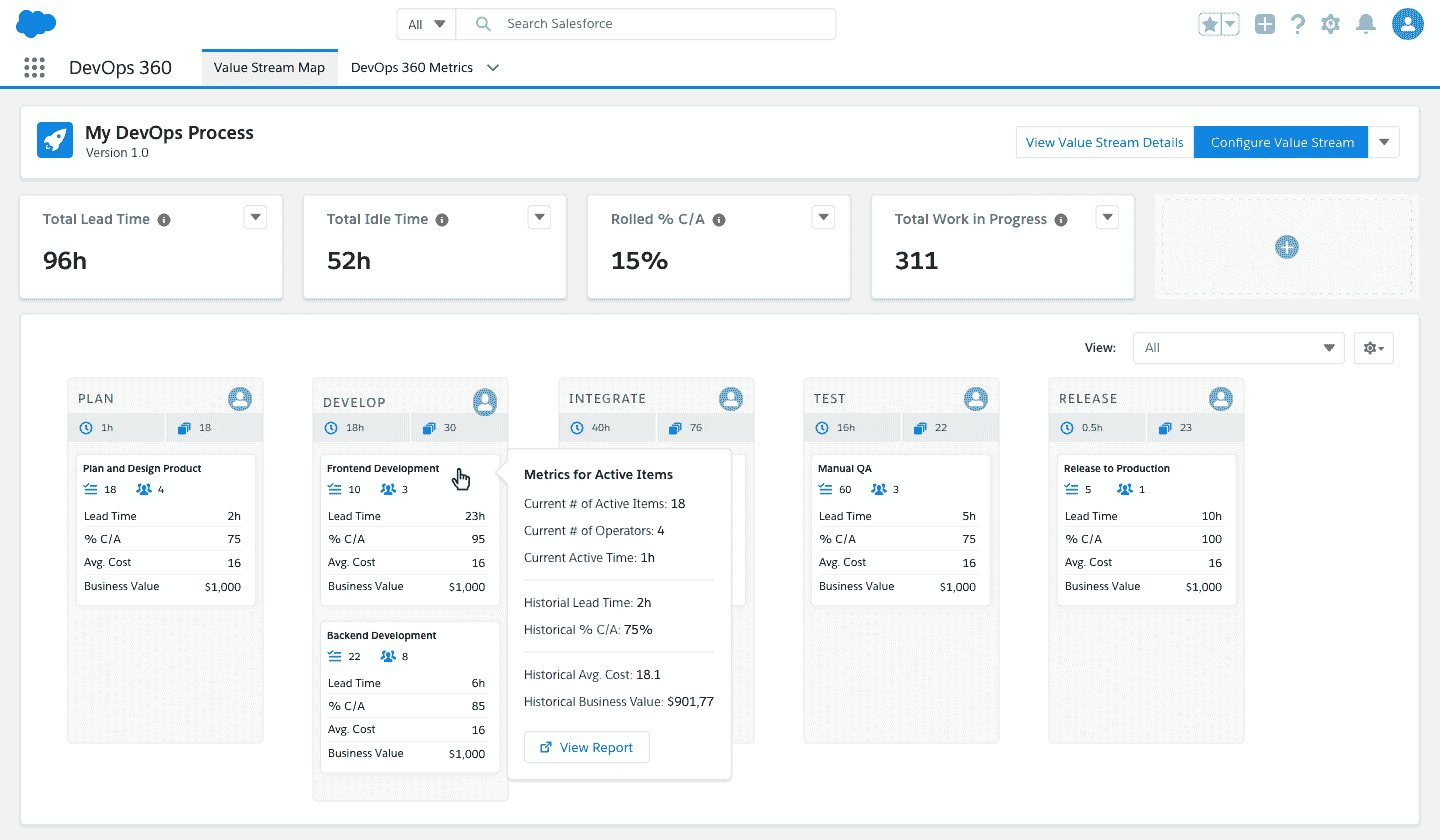 All
Search Salesforce
DevOps 360
Value Stream Map
DevOps 360 Metrics
My DevOps Process
Version 1.0
View Value Stream Details
Configure Value Stream
Total Lead Time
96h
Total Idle Time
52h
Rolled % C/A
15%
Total Work in Progress
311
View:
All
PLAN
1h 18
Plan and Design Product
18 4
Lead Time 2h
% C/A 75
Avg. Cost 16
Business Value $1,000
DEVELOP
18h 30
Frontend Development
10 3
Lead Time 23h
% C/A 95
Avg. Cost 16
Business Value $1,000
Backend Development
22 8
Lead Time 6h
% C/A 85
Avg. Cost 16
Business Value $1,000
INTEGRATE
40h 76
Metrics for Active Items
Current # of Active Items: 18
Current # of Operators: 4
Current Active Time: 1h
Historial Lead Time: 2h
Historical % C/A: 75%
Historical Avg. Cost: 18.1
Historical Business Value: $901,77
View Report
TEST
16h 22
Manual QA
60 3
Lead Time 5h
% C/A 75
Avg. Cost 16
Business Value $1,000
RELEASE
0.5h 23
Release to Production
5 1
Lead Time 10h
% C/A 100
Avg. Cost 16
Business Value $1,000